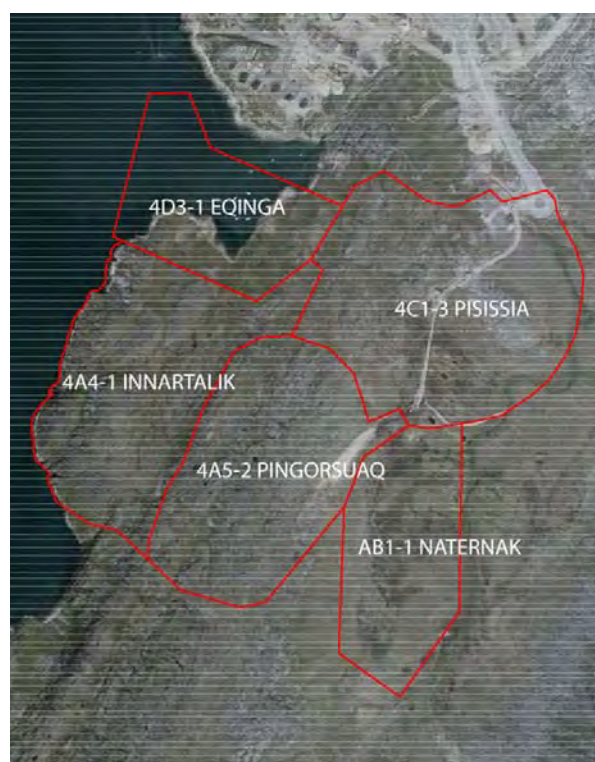 4D3-1 EQINGA
4C1-3 PISISSIA
4A4-1 INNARTALIK
4A5-2 PINGORSUAQ
AB1-1 NATERNAK